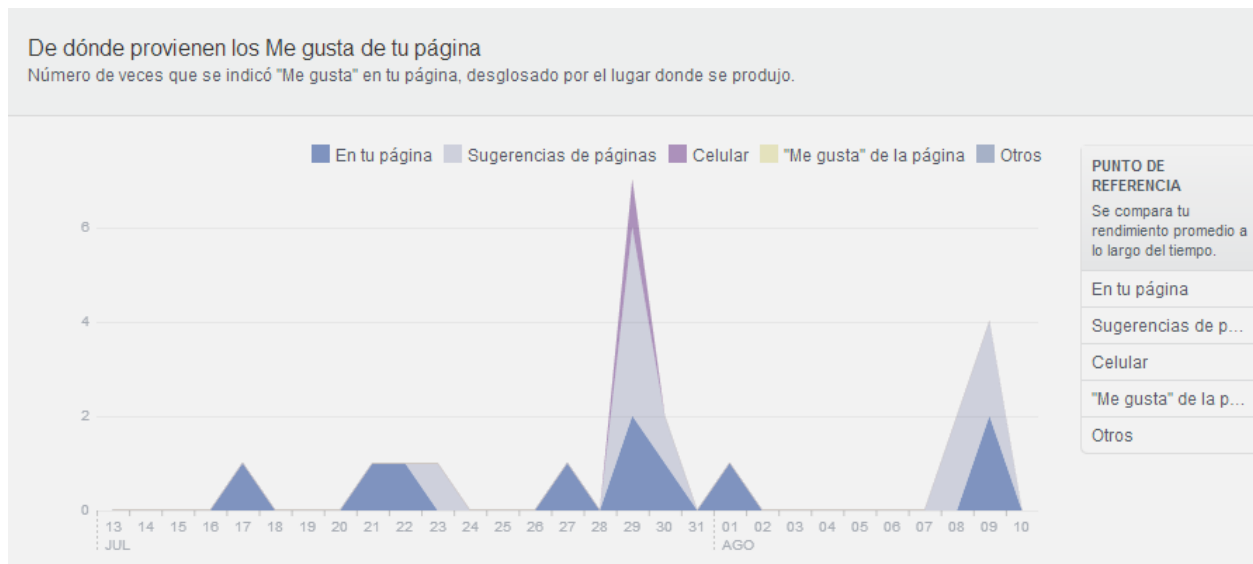 De dónde provienen los Me gusta de tu página
Número de veces que se indicó "Me gusta" en tu página, desglosado por el lugar donde se produjo.
En tu página Sugerencias de páginas Celular "Me gusta" de la página Otros
6
4
2
0
13 14 15 16 17 18 19 20 21 22 23 24 25 26 27 28 29 30 31 01 02 03 04 05 06 07 08 09 10
JUL AGO
PUNTO DE
REFERENCIA
Se compara tu
rendimiento promedio a
lo largo del tiempo.
En tu página
Sugerencias de p...
Celular
"Me gusta" de la p...
Otros